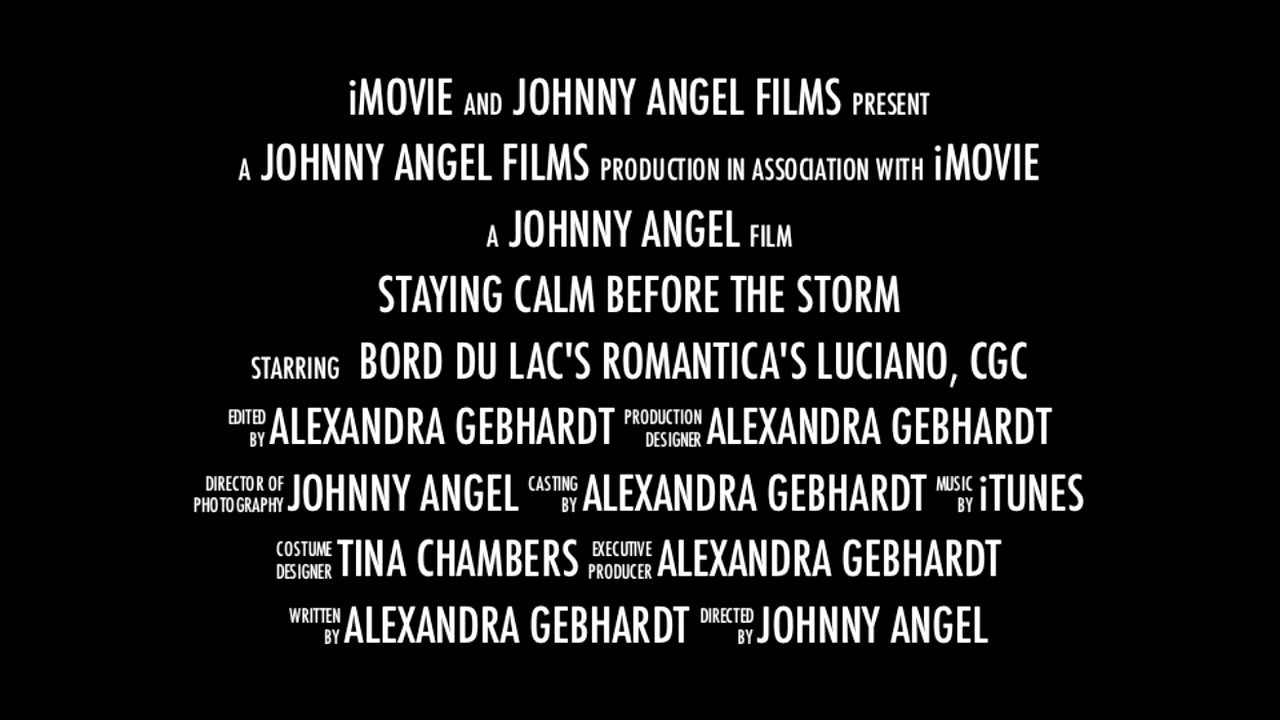 iMOVIE AND JOHNNY ANGEL FILMS PRESENT
A JOHNNY ANGEL FILMS PRODUCTION IN ASSOCIATION WITH iMOVIE
A JOHNNY ANGEL FILM
STAYING CALM BEFORE THE STORM
STARRING BORD DU LAC'S ROMANTICA'S LUCIANO, CGC
EDITED BY ALEXANDRA GEBHARDT PRODUCTION DESIGNER ALEXANDRA GEBHARDT
DIRECTOR OF PHOTOGRAPHY JOHNNY ANGEL CASTING BY ALEXANDRA GEBHARDT MUSIC BY iTUNES
COSTUME DESIGNER TINA CHAMBERS EXECUTIVE PRODUCER ALEXANDRA GEBHARDT
WRITTEN BY ALEXANDRA GEBHARDT DIRECTED BY JOHNNY ANGEL